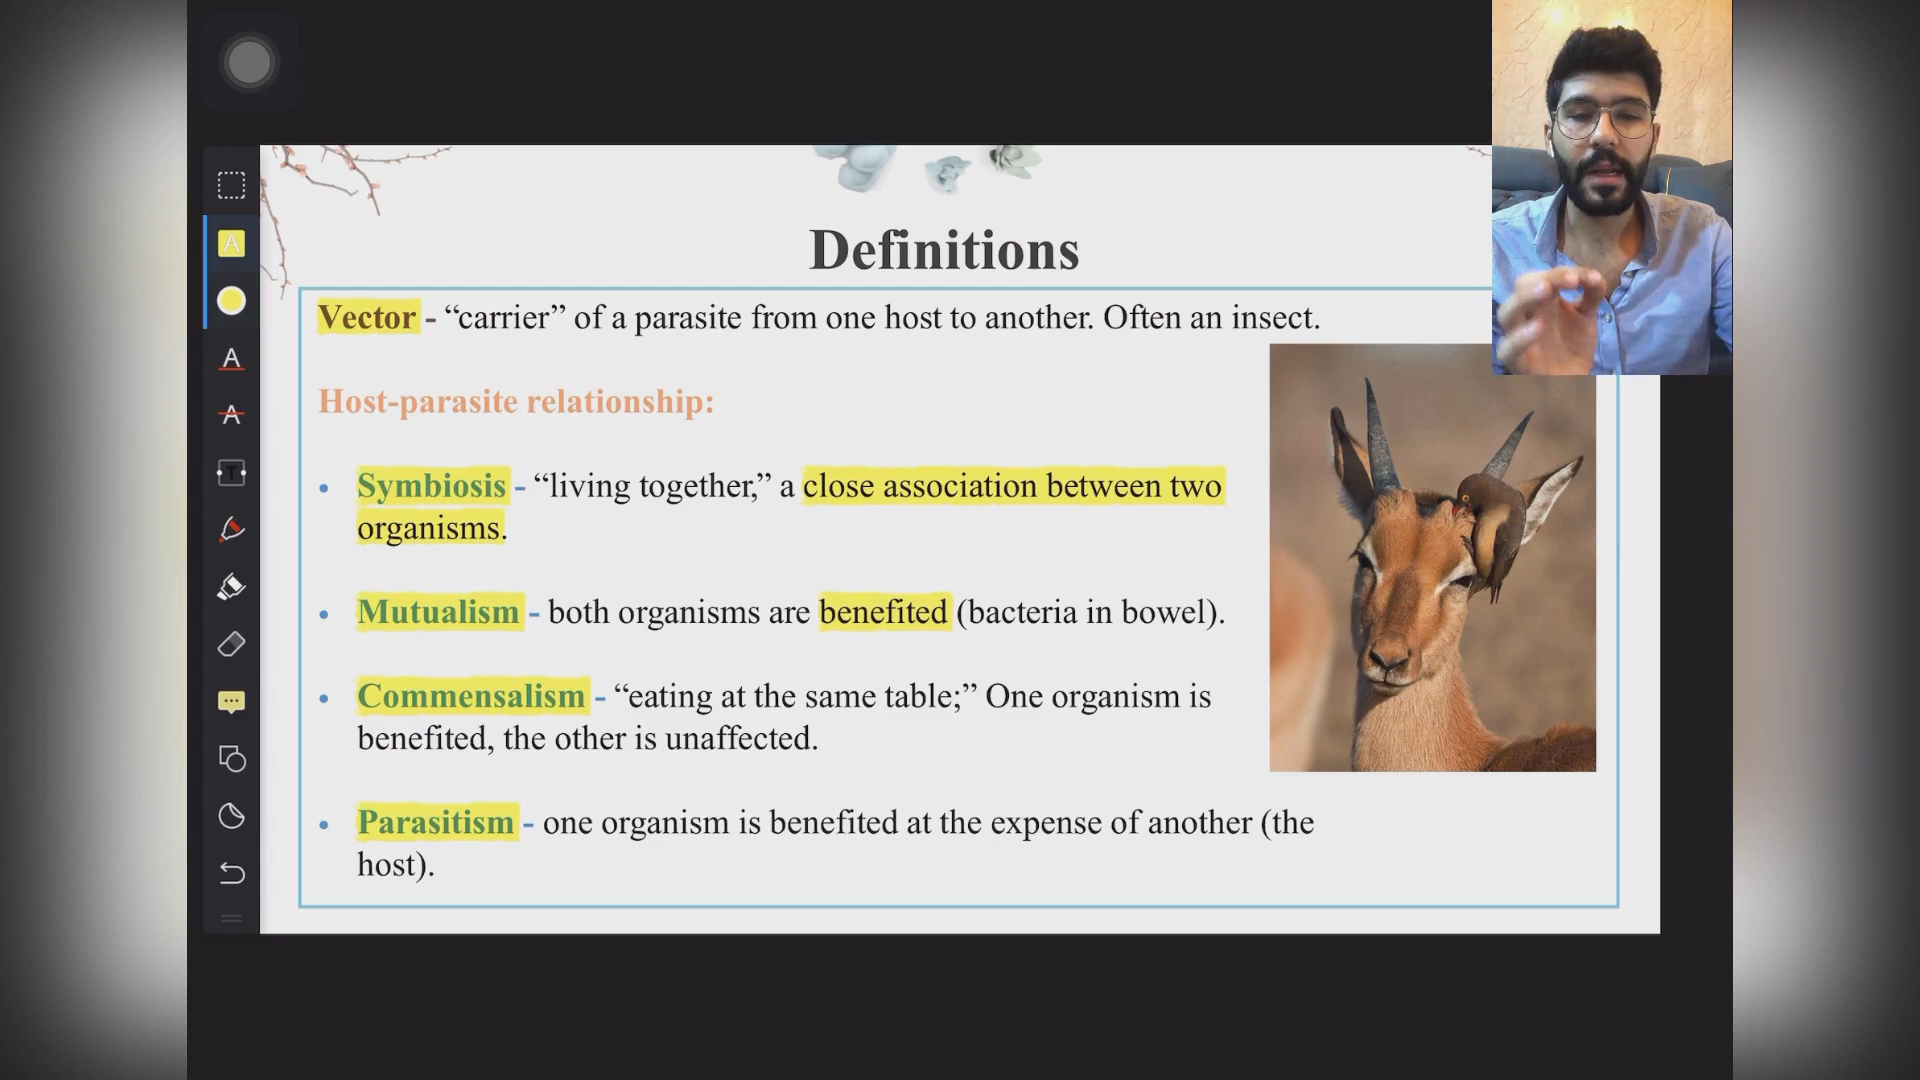 Definitions
Vector - “carrier” of a parasite from one host to another. Often an insect.
Host-parasite relationship:
• Symbiosis - “living together,” a close association between two
organisms.
• Mutualism - both organisms are benefited (bacteria in bowel).
• Commensalism - “eating at the same table;” One organism is
benefited, the other is unaffected.
• Parasitism - one organism is benefited at the expense of another (the
host).
A
A
A
T